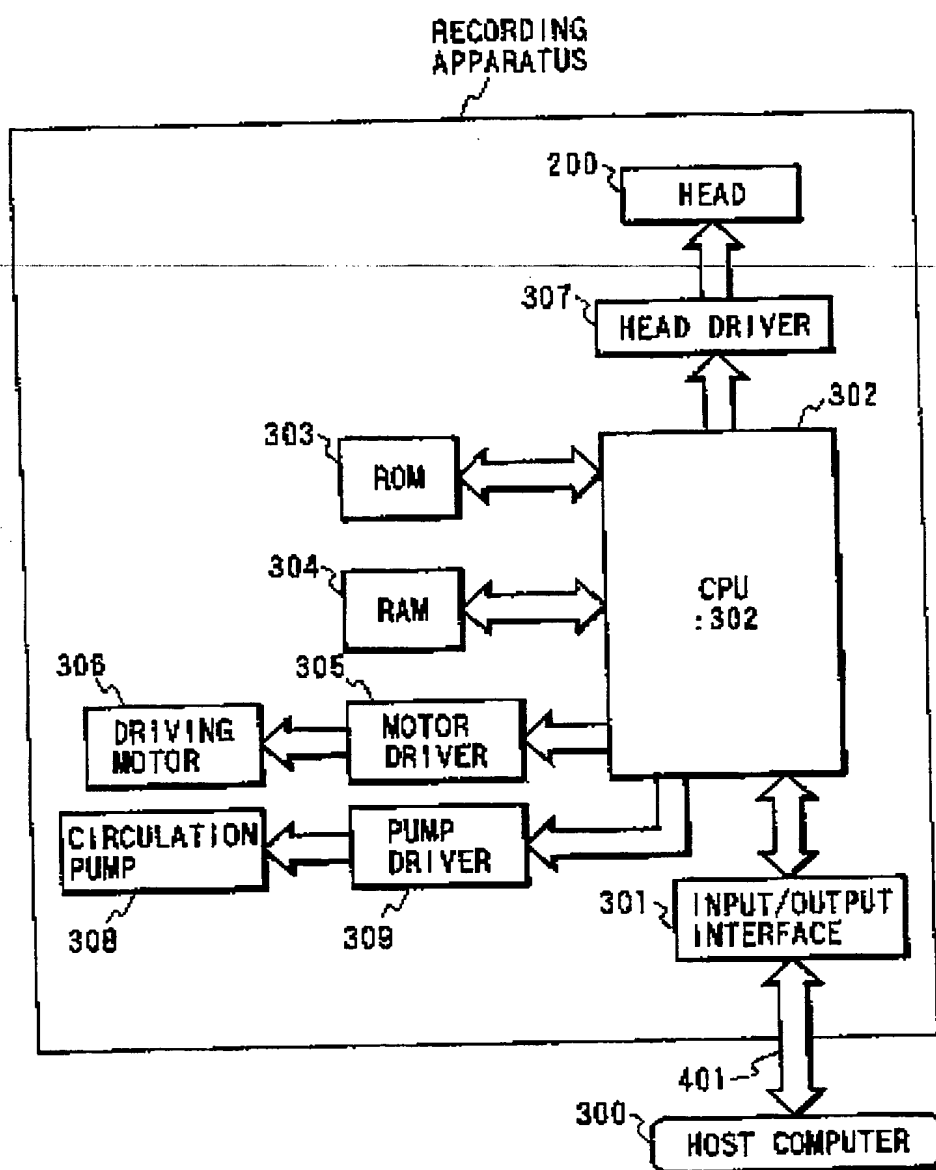 RECORDING
APPARATUS
200
HEAD
307
HEAD DRIVER
302
303
ROM
CPU
:302
304
RAM
306
305
DRIVING
MOTOR
MOTOR
DRIVER
CIRCULATION
PUMP
PUMP
DRIVER
308
309
301
INPUT/OUTPUT
INTERFACE
401
300
HOST COMPUTER